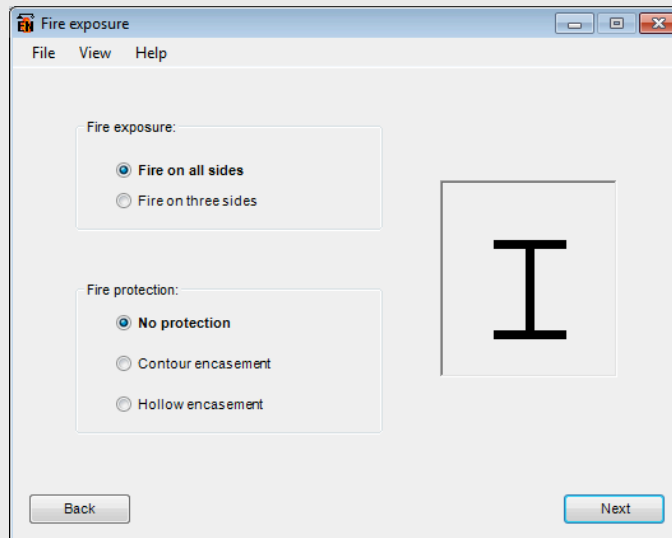 EN Fire exposure
File View Help
Fire exposure:
Fire on all sides
Fire on three sides
Fire protection:
No protection
Contour encasement
Hollow encasement
Back Next